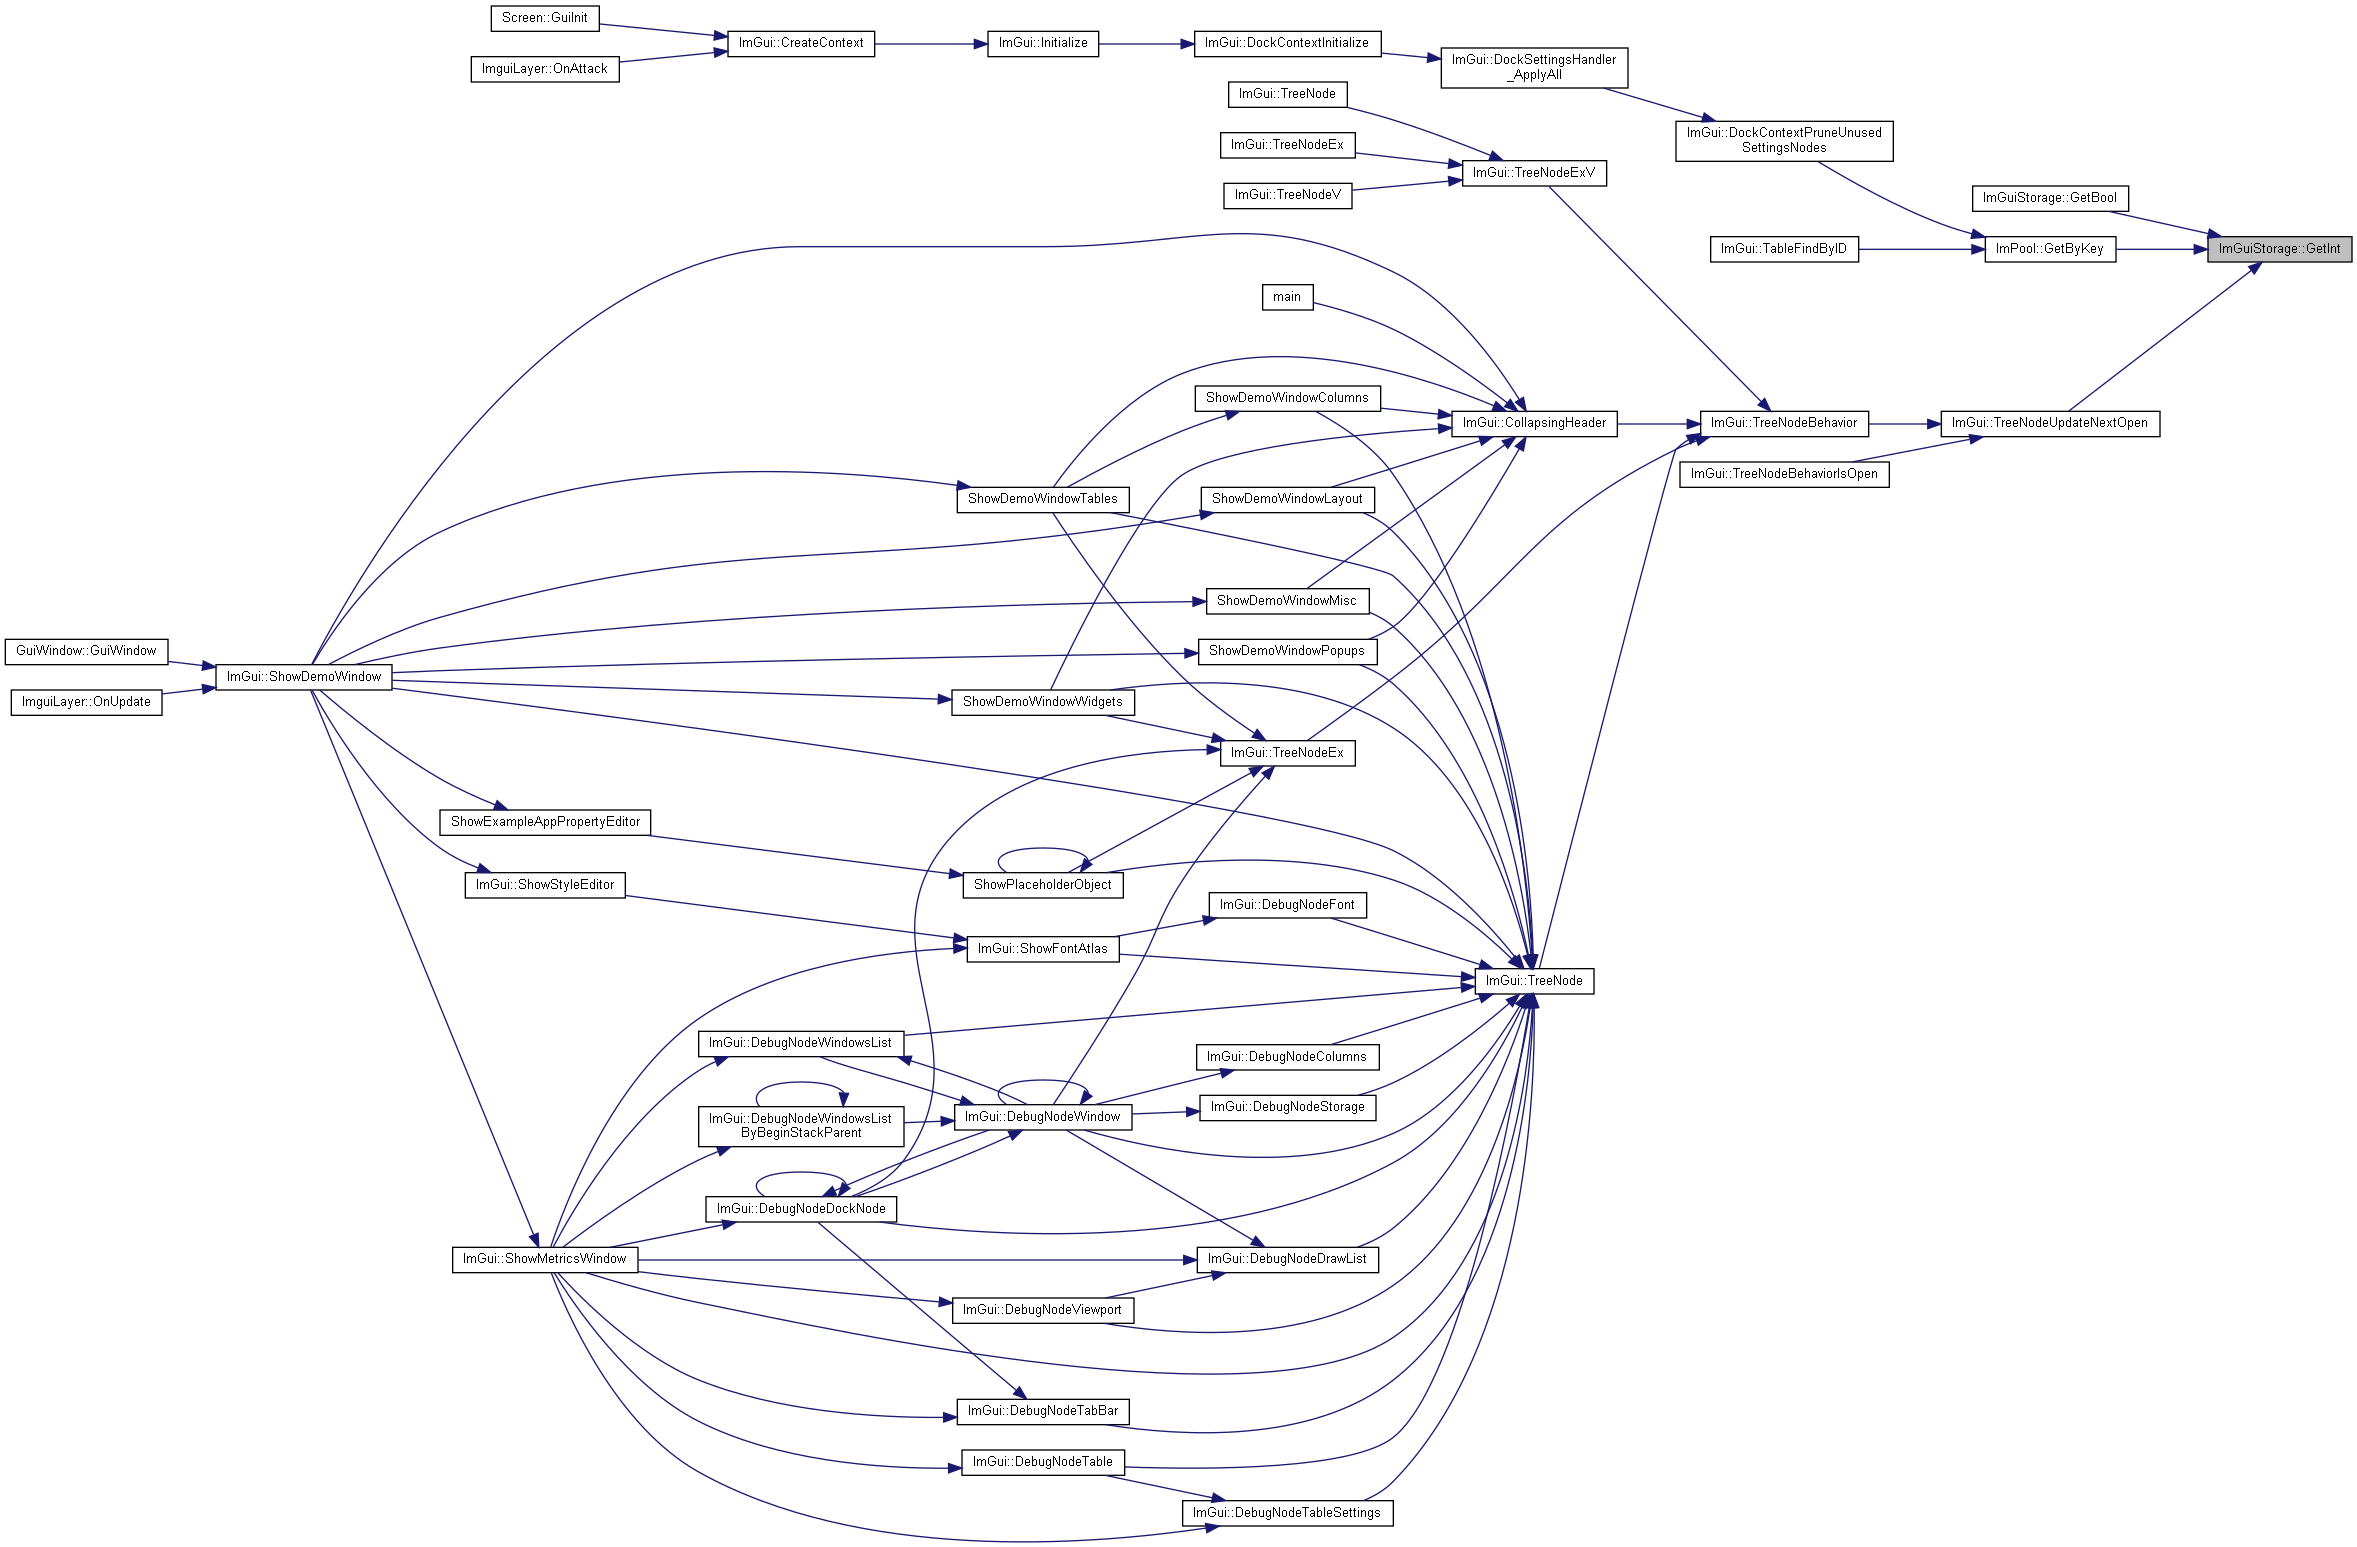 Screen::GuiInit
ImguiLayer::OnAttack
ImGui::CreateContext
ImGui::Initialize
ImGui::DockContextInitialize
ImGui::DockSettingsHandler
_ApplyAll
ImGui::TreeNode
ImGui::TreeNodeEx
ImGui::TreeNodeV
ImGui::TreeNodeExV
ImGui::DockContextPruneUnused
SettingsNodes
ImGuiStorage::GetBool
ImGui::TableFindByID
ImPool::GetByKey
ImGuiStorage::GetInt
main
ShowDemoWindowColumns
ImGui::CollapsingHeader
ImGui::TreeNodeBehavior
ImGui::TreeNodeUpdateNextOpen
ImGui::TreeNodeBehaviorIsOpen
ShowDemoWindowTables
ShowDemoWindowLayout
ShowDemoWindowMisc
GuiWindow::GuiWindow
ImGui::ShowDemoWindow
ImguiLayer::OnUpdate
ShowDemoWindowPopups
ShowDemoWindowWidgets
ImGui::TreeNodeEx
ShowExampleAppPropertyEditor
ImGui::ShowStyleEditor
ShowPlaceholderObject
ImGui::DebugNodeFont
ImGui::ShowFontAtlas
ImGui::TreeNode
ImGui::DebugNodeWindowsList
ImGui::DebugNodeColumns
ImGui::DebugNodeWindowsList
ByBeginStackParent
ImGui::DebugNodeWindow
ImGui::DebugNodeStorage
ImGui::DebugNodeDockNode
ImGui::ShowMetricsWindow
ImGui::DebugNodeDrawList
ImGui::DebugNodeViewport
ImGui::DebugNodeTabBar
ImGui::DebugNodeTable
ImGui::DebugNodeTableSettings